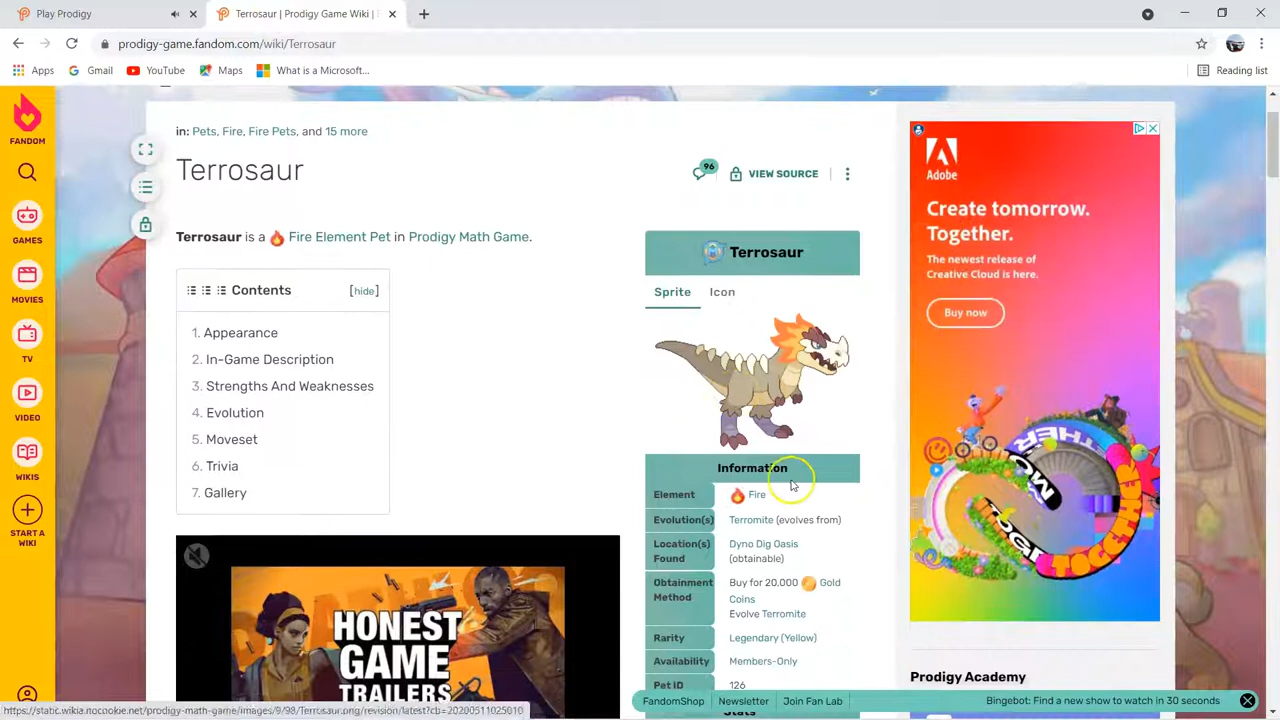 Play Prodigy
Terrosaur | Prodigy Game Wiki |
prodigy-game.fandom.com/wiki/Terrosaur
Apps
Gmail
YouTube
Maps
What is a Microsoft...
Reading list
FANDOM
GAMES
MOVIES
TV
VIDEO
WIKIS
START A
WIKI
in: Pets, Fire, Fire Pets, and 15 more
Terrosaur
96
VIEW SOURCE
Terrosaur is a Fire Element Pet in Prodigy Math Game.
Contents [hide]
1. Appearance
2. In-Game Description
3. Strengths And Weaknesses
4. Evolution
5. Moveset
6. Trivia
7. Gallery
HONEST
GAME
TRAILERS
Terrosaur
Sprite Icon
Information
Element Fire
Evolution(s) Terromite (evolves from)
Location(s) Found Dyno Dig Oasis (obtainable)
Obtainment Method Buy for 20,000 Gold Coins
Evolve Terromite
Rarity Legendary (Yellow)
Availability Members-Only
Pet ID 126
Stats
Adobe
Create tomorrow.
Together.
The newest release of
Creative Cloud is here.
Buy now
Prodigy Academy
FandomShop Newsletter Join Fan Lab
Bingebot: Find a new show to watch in 30 seconds